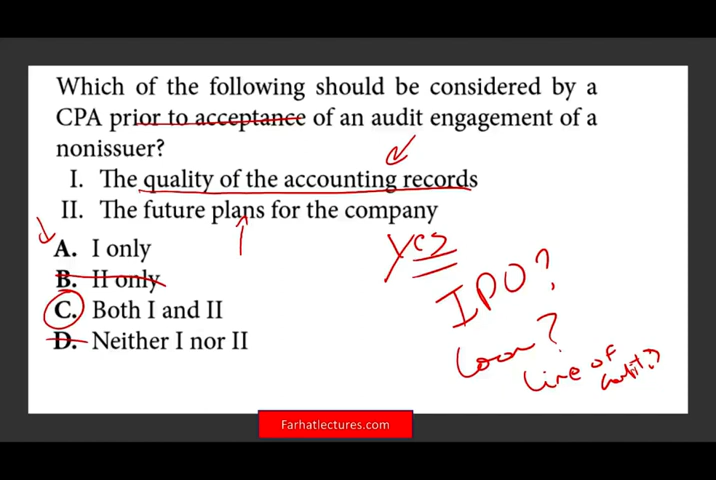 Which of the following should be considered by a
CPA prior to acceptance of an audit engagement of a
nonissuer?
I. The quality of the accounting records
II. The future plans for the company
A. I only
B. II only
C. Both I and II
D. Neither I nor II
yes
IPO?
Loan?
Line of
Farhatlectures.com